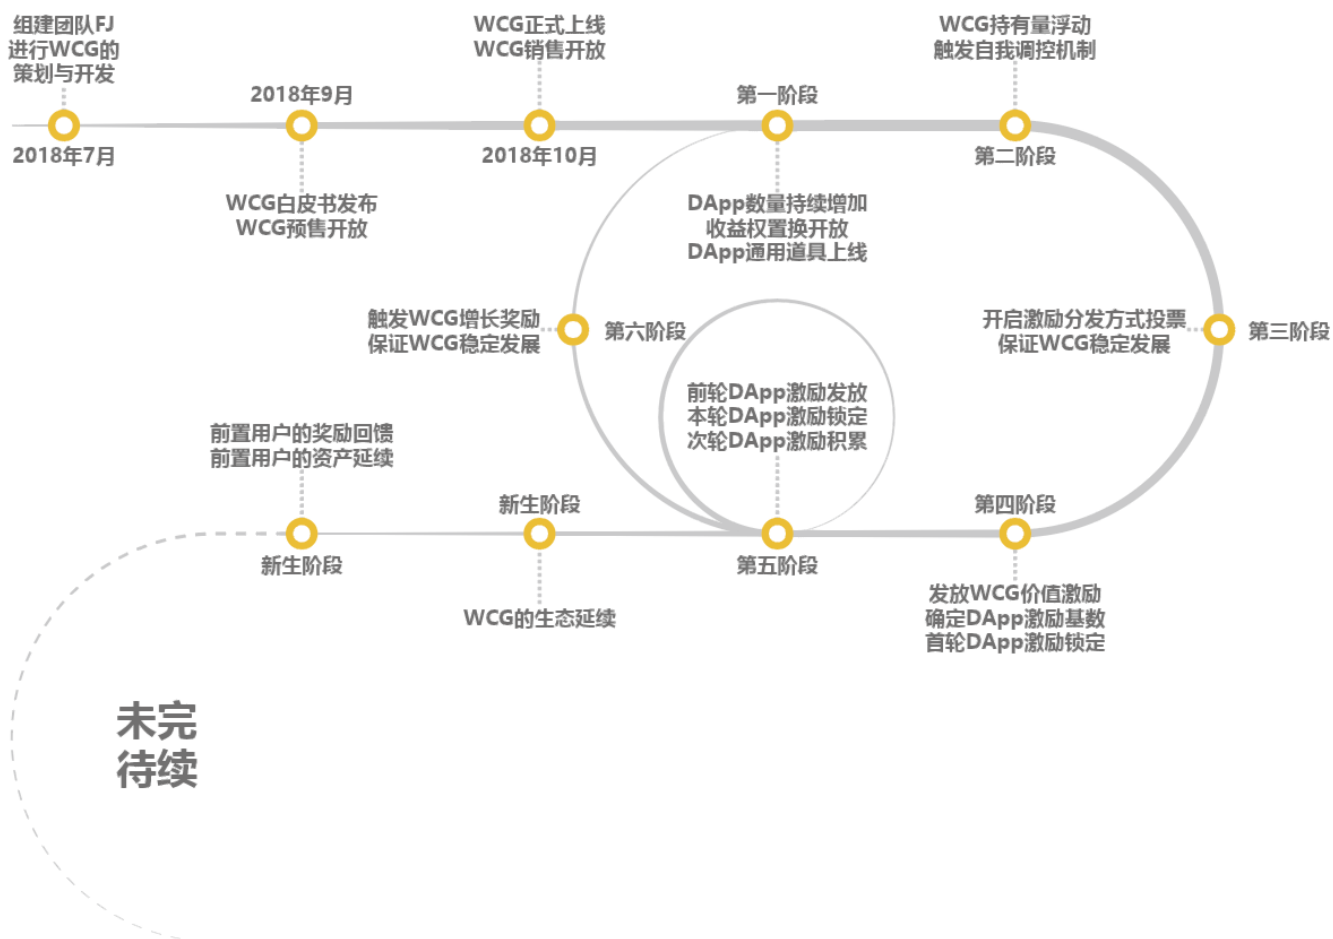 组建团队FJ
进行WCG的
策划与开发
2018年7月
2018年9月
WCG白皮书发布
WCG预售开放
WCG正式上线
WCG销售开放
2018年10月
第一阶段
DApp数量持续增加
收益权置换开放
DApp通用道具上线
WCG持有量浮动
触发自我调控机制
第二阶段
开启激励分发方式投票
保证WCG稳定发展
第三阶段
第四阶段
发放WCG价值激励
确定DApp激励基数
首轮DApp激励锁定
前轮DApp激励发放
本轮DApp激励锁定
次轮DApp激励积累
第五阶段
触发WCG增长奖励
保证WCG稳定发展
第六阶段
新生阶段
WCG的生态延续
前置用户的奖励回馈
前置用户的资产延续
新生阶段
未完
待续